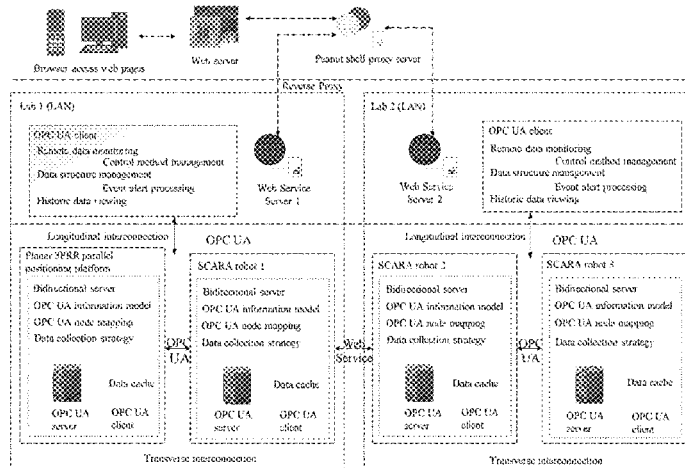 Browser access web pages
Web server
Peanut shelf proxy server
Reverse Proxy
Lab 1 (LAN)
OPC UA client
Remote data monitoring
Control method management
Data structure management
Event alert processing
Historic data viewing
Web Service
Server 1
Lab 2 (LAN)
Web Service
Server 2
OPC UA client
Remote data monitoring
Control method management
Data structure management
Event alert processing
Historic data viewing
Longitudinal interconnection
OPC UA
Longitudinal interconnection
OPC UA
Planar 3PRR parallel
positioning platform
Bidirectional server
OPC UA information model
OPC UA node mapping
Data collection strategy
Data cache
OPC UA
server
OPC UA
client
OPC
UA
SCARA robot 1
Bidirectional server
OPC UA information model
OPC UA node mapping
Data collection strategy
Data cache
OPC UA
server
OPC UA
client
Web
Service
SCARA robot 2
Bidirectional server
OPC UA information model
OPC UA node mapping
Data collection strategy
Data cache
OPC UA
server
OPC UA
client
OPC
UA
SCARA robot 3
Bidirectional server
OPC UA information model
OPC UA node mapping
Data collection strategy
Data cache
OPC UA
server
OPC UA
client
Transverse interconnection
Transverse interconnection